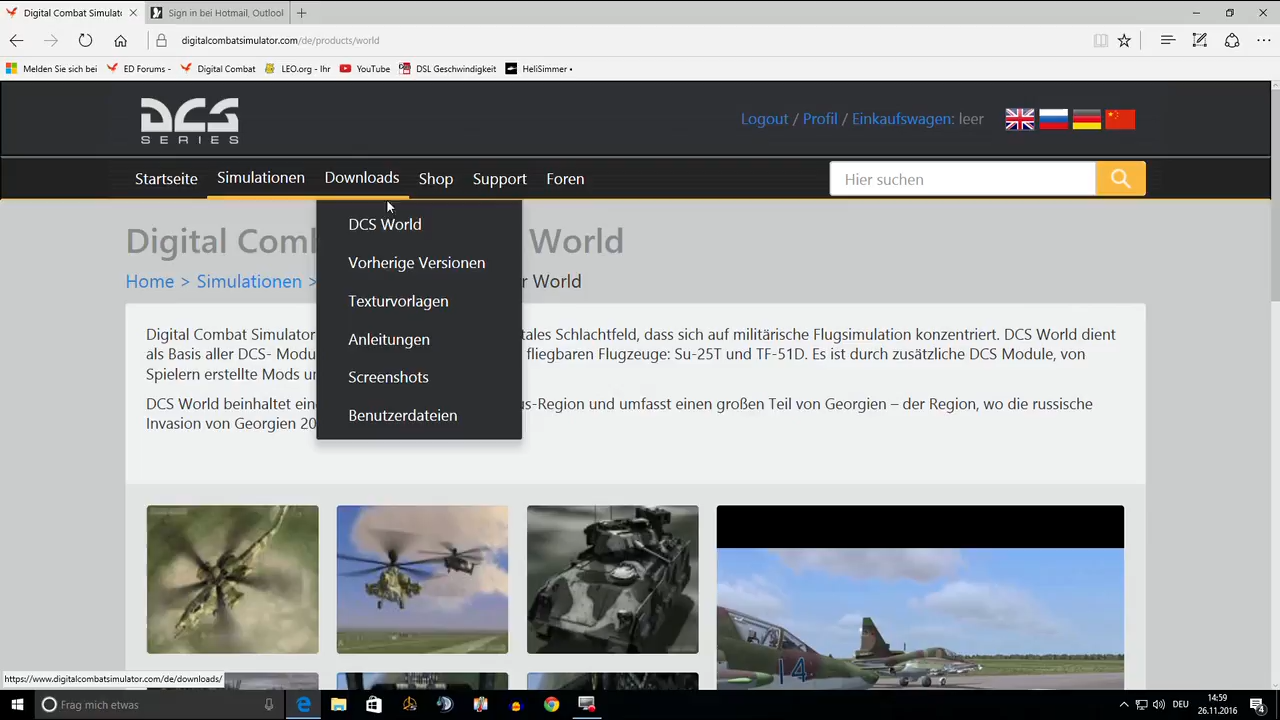 Digital Combat Simulator
Sign in bei Hotmail, Outlool
digitalcombatsimulator.com/de/products/world
Melden Sie sich bei
ED Forums -
Digital Combat
LEO.org - Ihr
YouTube
DSL Geschwindigkeit
HeliSimmer •
DCS
SERIES
Logout / Profil / Einkaufswagen: leer
Startseite
Simulationen
Downloads
Shop
Support
Foren
Hier suchen
DCS World
Vorherige Versionen
Texturvorlagen
Anleitungen
Screenshots
Benutzerdateien
Digital Com
World
Home > Simulationen >
r World
Digital Combat Simulator
tales Schlachtfeld, dass sich auf militärische Flugsimulation konzentriert. DCS World dient
als Basis aller DCS- Modu
fliegbaren Flugzeuge: Su-25T und TF-51D. Es ist durch zusätzliche DCS Module, von
Spielern erstellte Mods u
DCS World beinhaltet ein
us-Region und umfasst einen großen Teil von Georgien – der Region, wo die russische
Invasion von Georgien 20
14
https://www.digitalcombatsimulator.com/de/downloads/
Frag mich etwas
DEU
14:59
26.11.2016
4